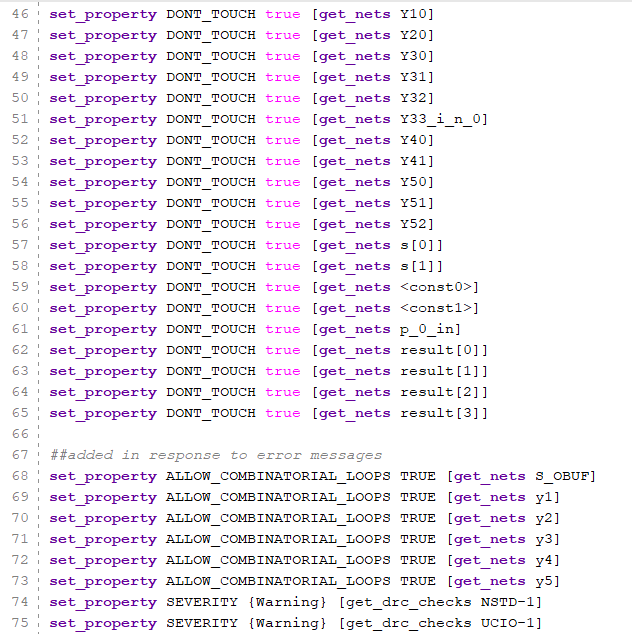 46 set_property DONT_TOUCH true [get_nets Y10]
47 set_property DONT_TOUCH true [get_nets Y20]
48 set_property DONT_TOUCH true [get_nets Y30]
49 set_property DONT_TOUCH true [get_nets Y31]
50 set_property DONT_TOUCH true [get_nets Y32]
51 set_property DONT_TOUCH true [get_nets Y33_i_n_0]
52 set_property DONT_TOUCH true [get_nets Y40]
53 set_property DONT_TOUCH true [get_nets Y41]
54 set_property DONT_TOUCH true [get_nets Y50]
55 set_property DONT_TOUCH true [get_nets Y51]
56 set_property DONT_TOUCH true [get_nets Y52]
57 set_property DONT_TOUCH true [get_nets s[0]]
58 set_property DONT_TOUCH true [get_nets s[1]]
59 set_property DONT_TOUCH true [get_nets <const0>]
60 set_property DONT_TOUCH true [get_nets <const1>]
61 set_property DONT_TOUCH true [get_nets p_0_in]
62 set_property DONT_TOUCH true [get_nets result[0]]
63 set_property DONT_TOUCH true [get_nets result[1]]
64 set_property DONT_TOUCH true [get_nets result[2]]
65 set_property DONT_TOUCH true [get_nets result[3]]
66
67 ##added in response to error messages
68 set_property ALLOW_COMBINATORIAL_LOOPS TRUE [get_nets S_OBUF]
69 set_property ALLOW_COMBINATORIAL_LOOPS TRUE [get_nets y1]
70 set_property ALLOW_COMBINATORIAL_LOOPS TRUE [get_nets y2]
71 set_property ALLOW_COMBINATORIAL_LOOPS TRUE [get_nets y3]
72 set_property ALLOW_COMBINATORIAL_LOOPS TRUE [get_nets y4]
73 set_property ALLOW_COMBINATORIAL_LOOPS TRUE [get_nets y5]
74 set_property SEVERITY {Warning} [get_drc_checks NSTD-1]
75 set_property SEVERITY {Warning} [get_drc_checks UCIO-1]